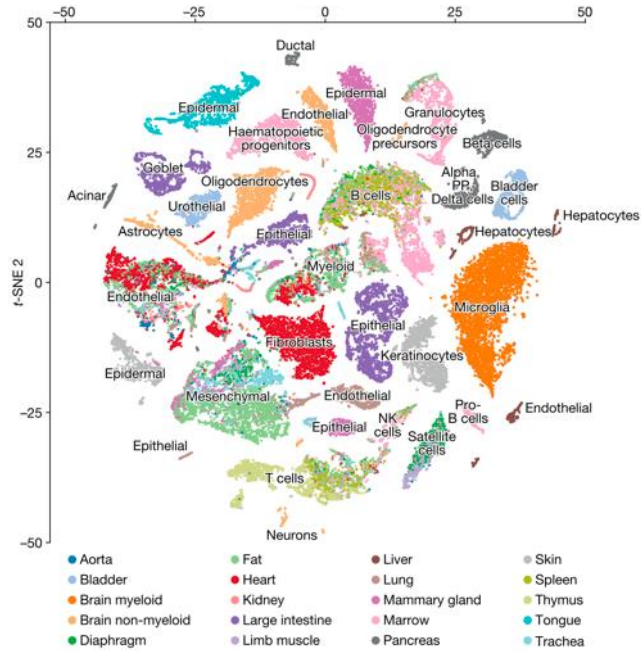 −50
−25
0
25
50
50
25
0
−25
−50
t-SNE 2
Ductal
Epidermal
Epidermal
Endothelial
Granulocytes
Haematopoietic
progenitors
Oligodendrocyte
precursors
Beta cells
Goblet
Alpha,
PP,
Delta cells
Acinar
Oligodendrocytes
B cells
Bladder
cells
Urothelial
Astrocytes
Epithelial
Hepatocytes
Hepatocytes
Myeloid
Endothelial
Microglia
Fibroblasts
Epithelial
Keratinocytes
Epidermal
Mesenchymal
Endothelial
Pro-
B cells
Endothelial
Epithelial
NK
cells
Satellite
cells
Epithelial
T cells
Neurons
Aorta
Bladder
Brain myeloid
Brain non-myeloid
Diaphragm
Fat
Heart
Kidney
Large intestine
Limb muscle
Liver
Lung
Mammary gland
Marrow
Pancreas
Skin
Spleen
Thymus
Tongue
Trachea